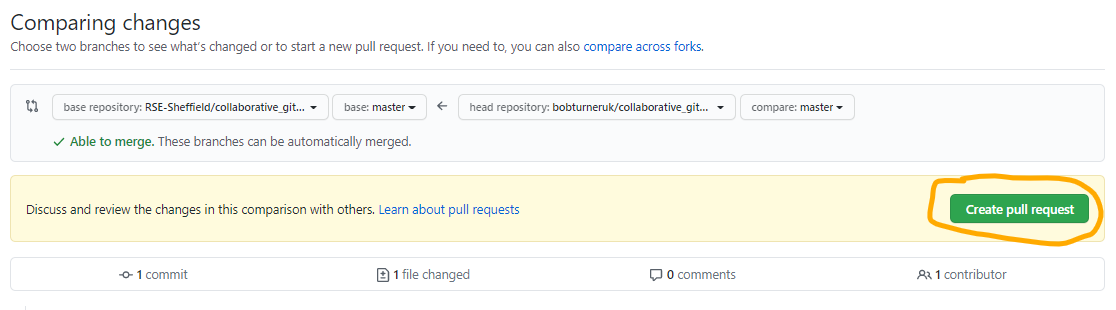 Comparing changes
Choose two branches to see what's changed or to start a new pull request. If you need to, you can also compare across forks.
base repository: RSE-Sheffield/collaborative_git... base: master head repository: bobturneruk/collaborative_git... compare: master
Able to merge. These branches can be automatically merged.
Discuss and review the changes in this comparison with others. Learn about pull requests Create pull request
1 commit 1 file changed 0 comments 1 contributor